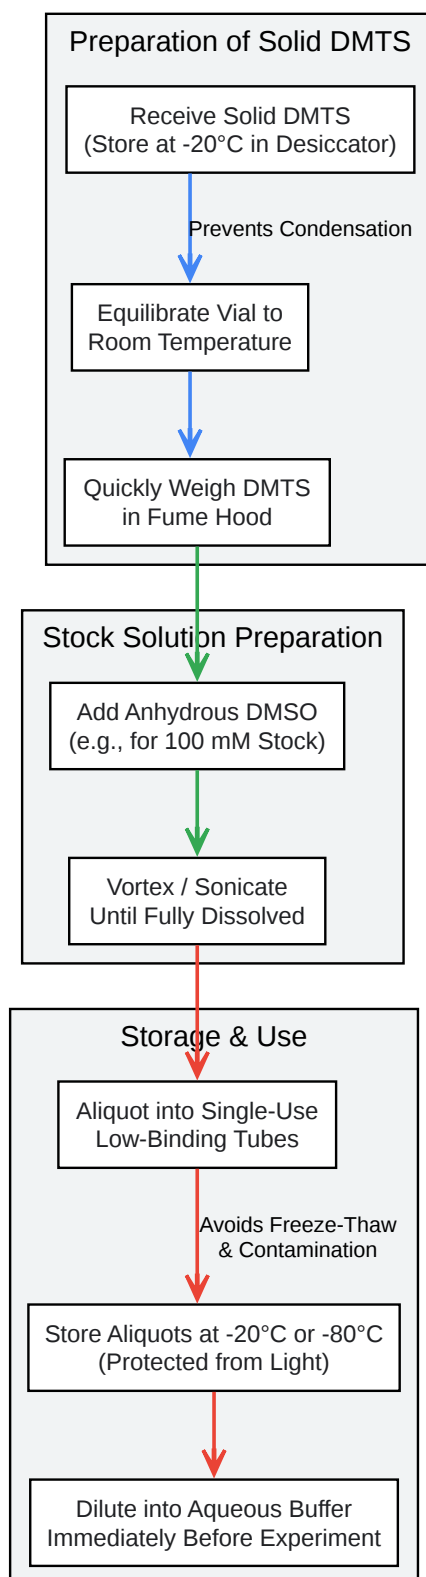 Preparation of Solid DMTS
Receive Solid DMTS
(Store at -20°C in Desiccator)
Prevents Condensation
Equilibrate Vial to
Room Temperature
Quickly Weigh DMTS
in Fume Hood
Stock Solution Preparation
Add Anhydrous DMSO
(e.g., for 100 mM Stock)
Vortex / Sonicate
Until Fully Dissolved
Storage & Use
Aliquot into Single-Use
Low-Binding Tubes
Avoids Freeze-Thaw
& Contamination
Store Aliquots at -20°C or -80°C
(Protected from Light)
Dilute into Aqueous Buffer
Immediately Before Experiment